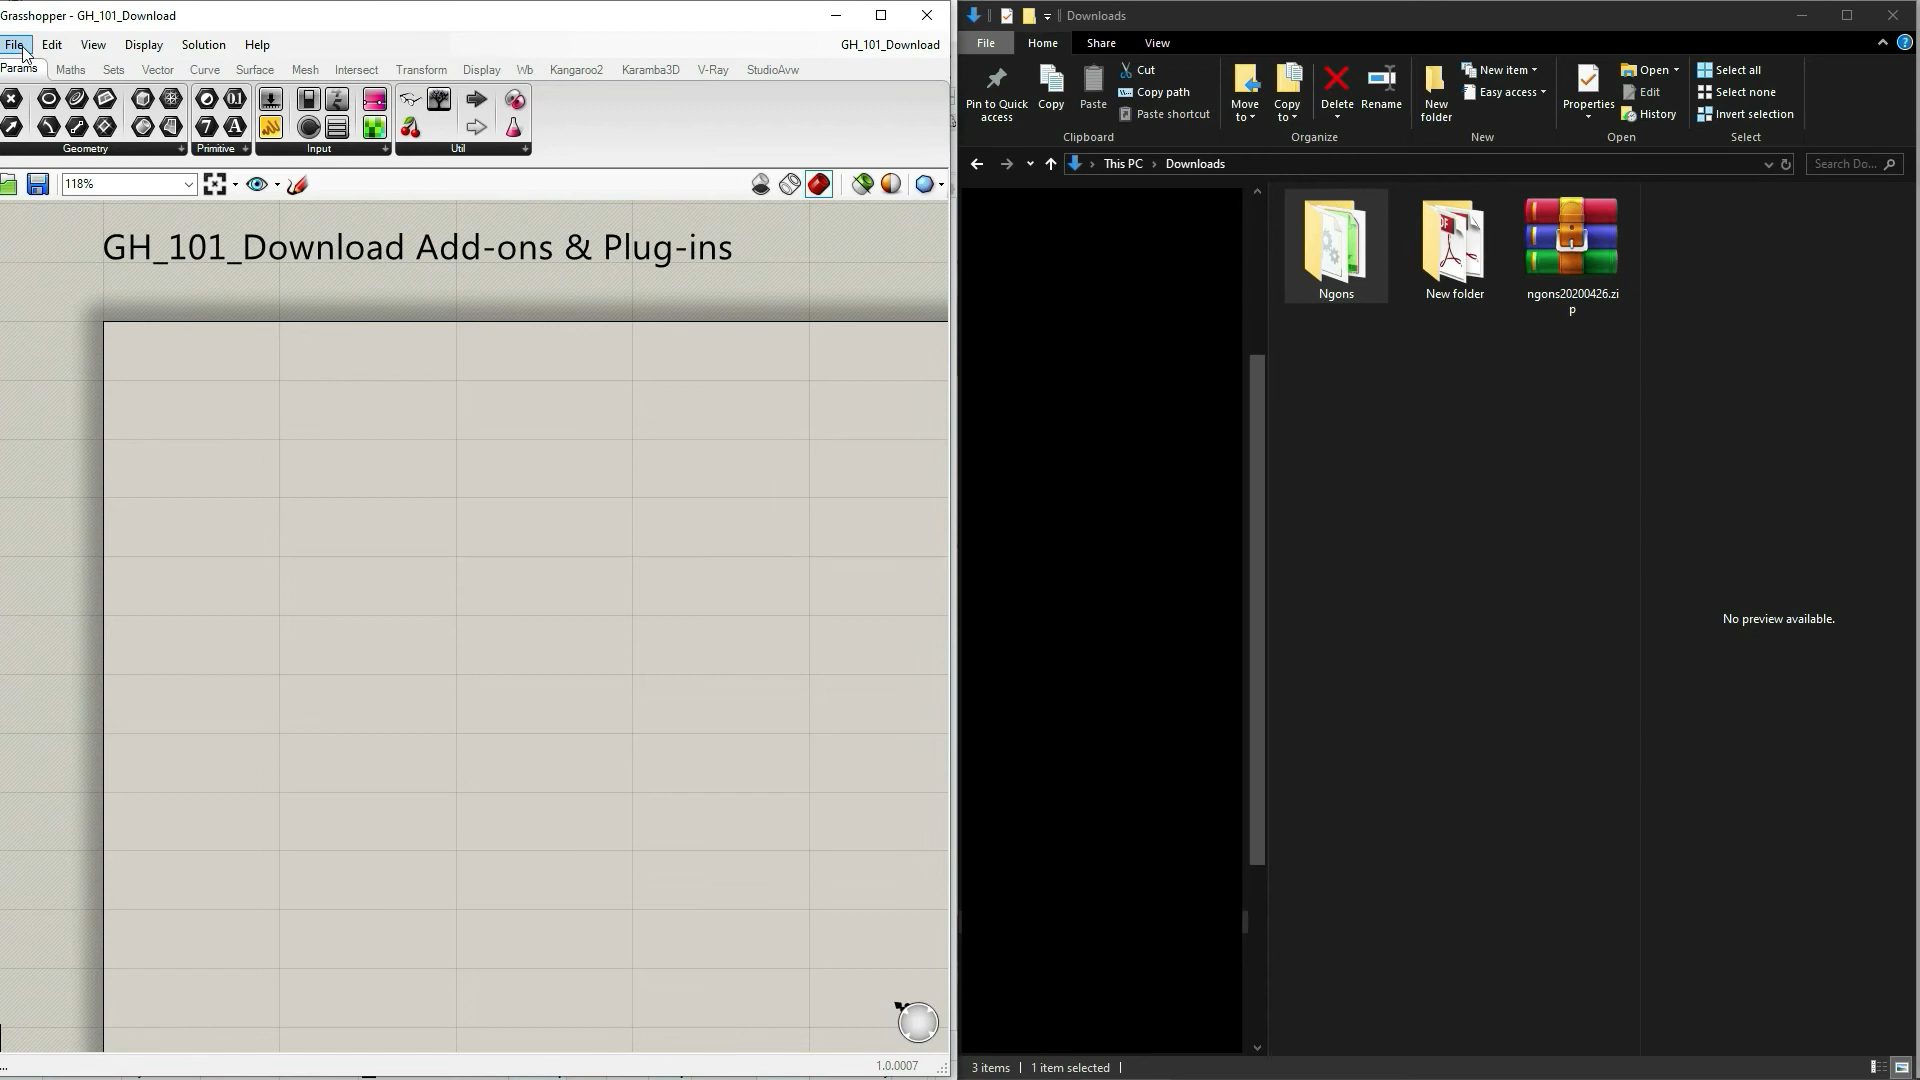 Grasshopper - GH_101_Download
File Edit View Display Solution Help GH_101_Download
Params Maths Sets Vector Curve Surface Mesh Intersect Transform Display Wb Kangaroo2 Karamba3D V-Ray StudioAvw
Geometry Primitive Input Util
118%
GH_101_Download Add-ons & Plug-ins
...
1.0.0007
Downloads
File Home Share View
Pin to Quick access
Copy
Paste
Cut
Copy path
Paste shortcut
Clipboard
Move to
Copy to
Delete
Rename
Organize
New folder
New item
Easy access
New
Properties
Open
Edit
History
Open
Select all
Select none
Invert selection
Select
This PC > Downloads
Search Do...
Ngons
New folder
ngons20200426.zi
p
No preview available.
3 items 1 item selected